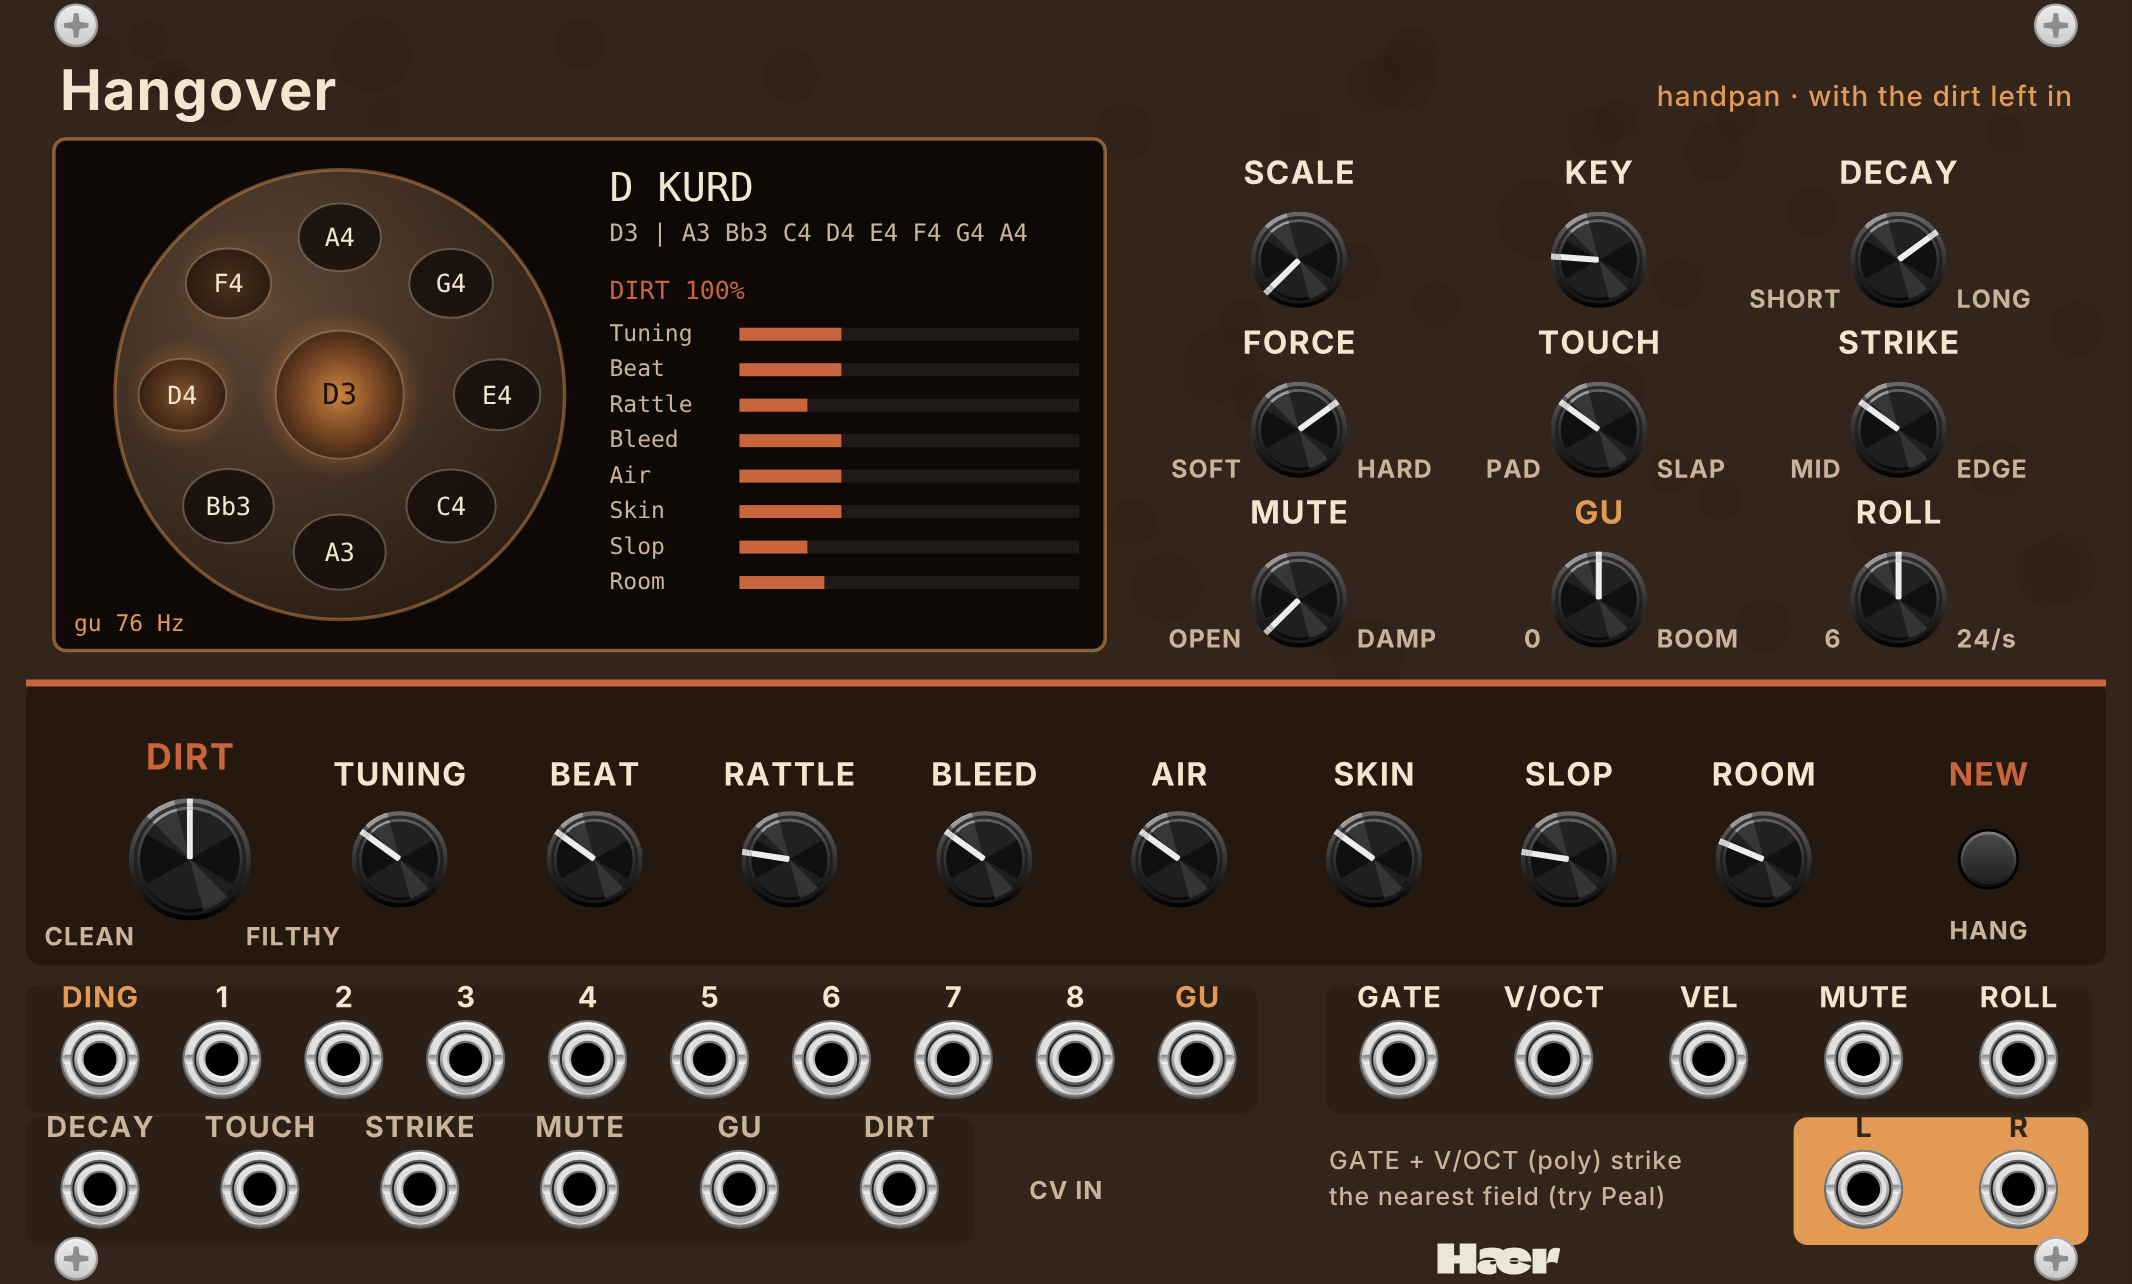 Hangover
handpan · with the dirt left in
D KURD
D3 | A3 Bb3 C4 D4 E4 F4 G4 A4
DIRT 100%
Tuning
Beat
Rattle
Bleed
Air
Skin
Slop
Room
A4
F4
G4
D4
D3
E4
Bb3
C4
A3
gu 76 Hz
SCALE
KEY
DECAY
SHORT
LONG
FORCE
TOUCH
STRIKE
SOFT
HARD
PAD
SLAP
MID
EDGE
MUTE
GU
ROLL
OPEN
DAMP
0
BOOM
6
24/s
DIRT
TUNING
BEAT
RATTLE
BLEED
AIR
SKIN
SLOP
ROOM
NEW
CLEAN
FILTHY
HANG
DING
1
2
3
4
5
6
7
8
GU
GATE
V/OCT
VEL
MUTE
ROLL
DECAY
TOUCH
STRIKE
MUTE
GU
DIRT
CV IN
GATE + V/OCT (poly) strike
the nearest field (try Peal)
L
R
Hær